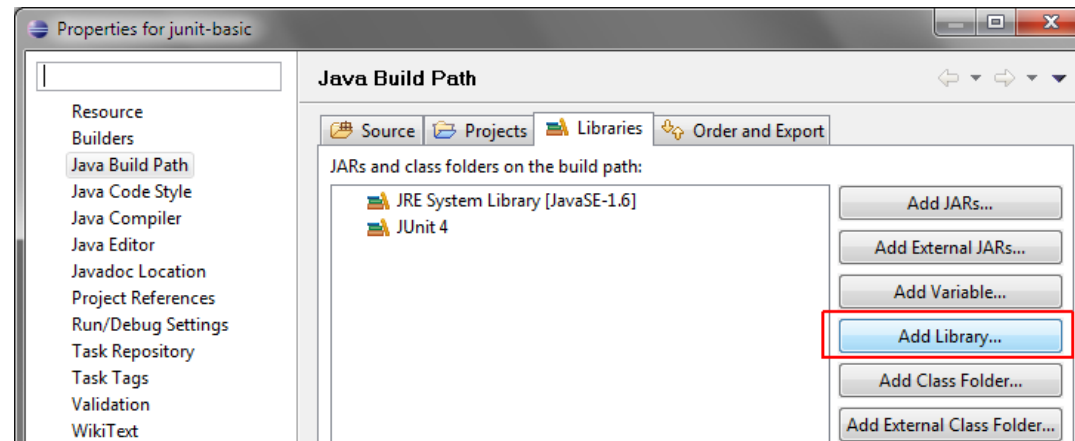 Properties for junit-basic
Java Build Path
Resource
Builders
Java Build Path
Java Code Style
Java Compiler
Java Editor
Javadoc Location
Project References
Run/Debug Settings
Task Repository
Task Tags
Validation
WikiText
Source Projects Libraries Order and Export
JARs and class folders on the build path:
JRE System Library [JavaSE-1.6]
JUnit 4
Add JARs...
Add External JARs...
Add Variable...
Add Library...
Add Class Folder...
Add External Class Folder...